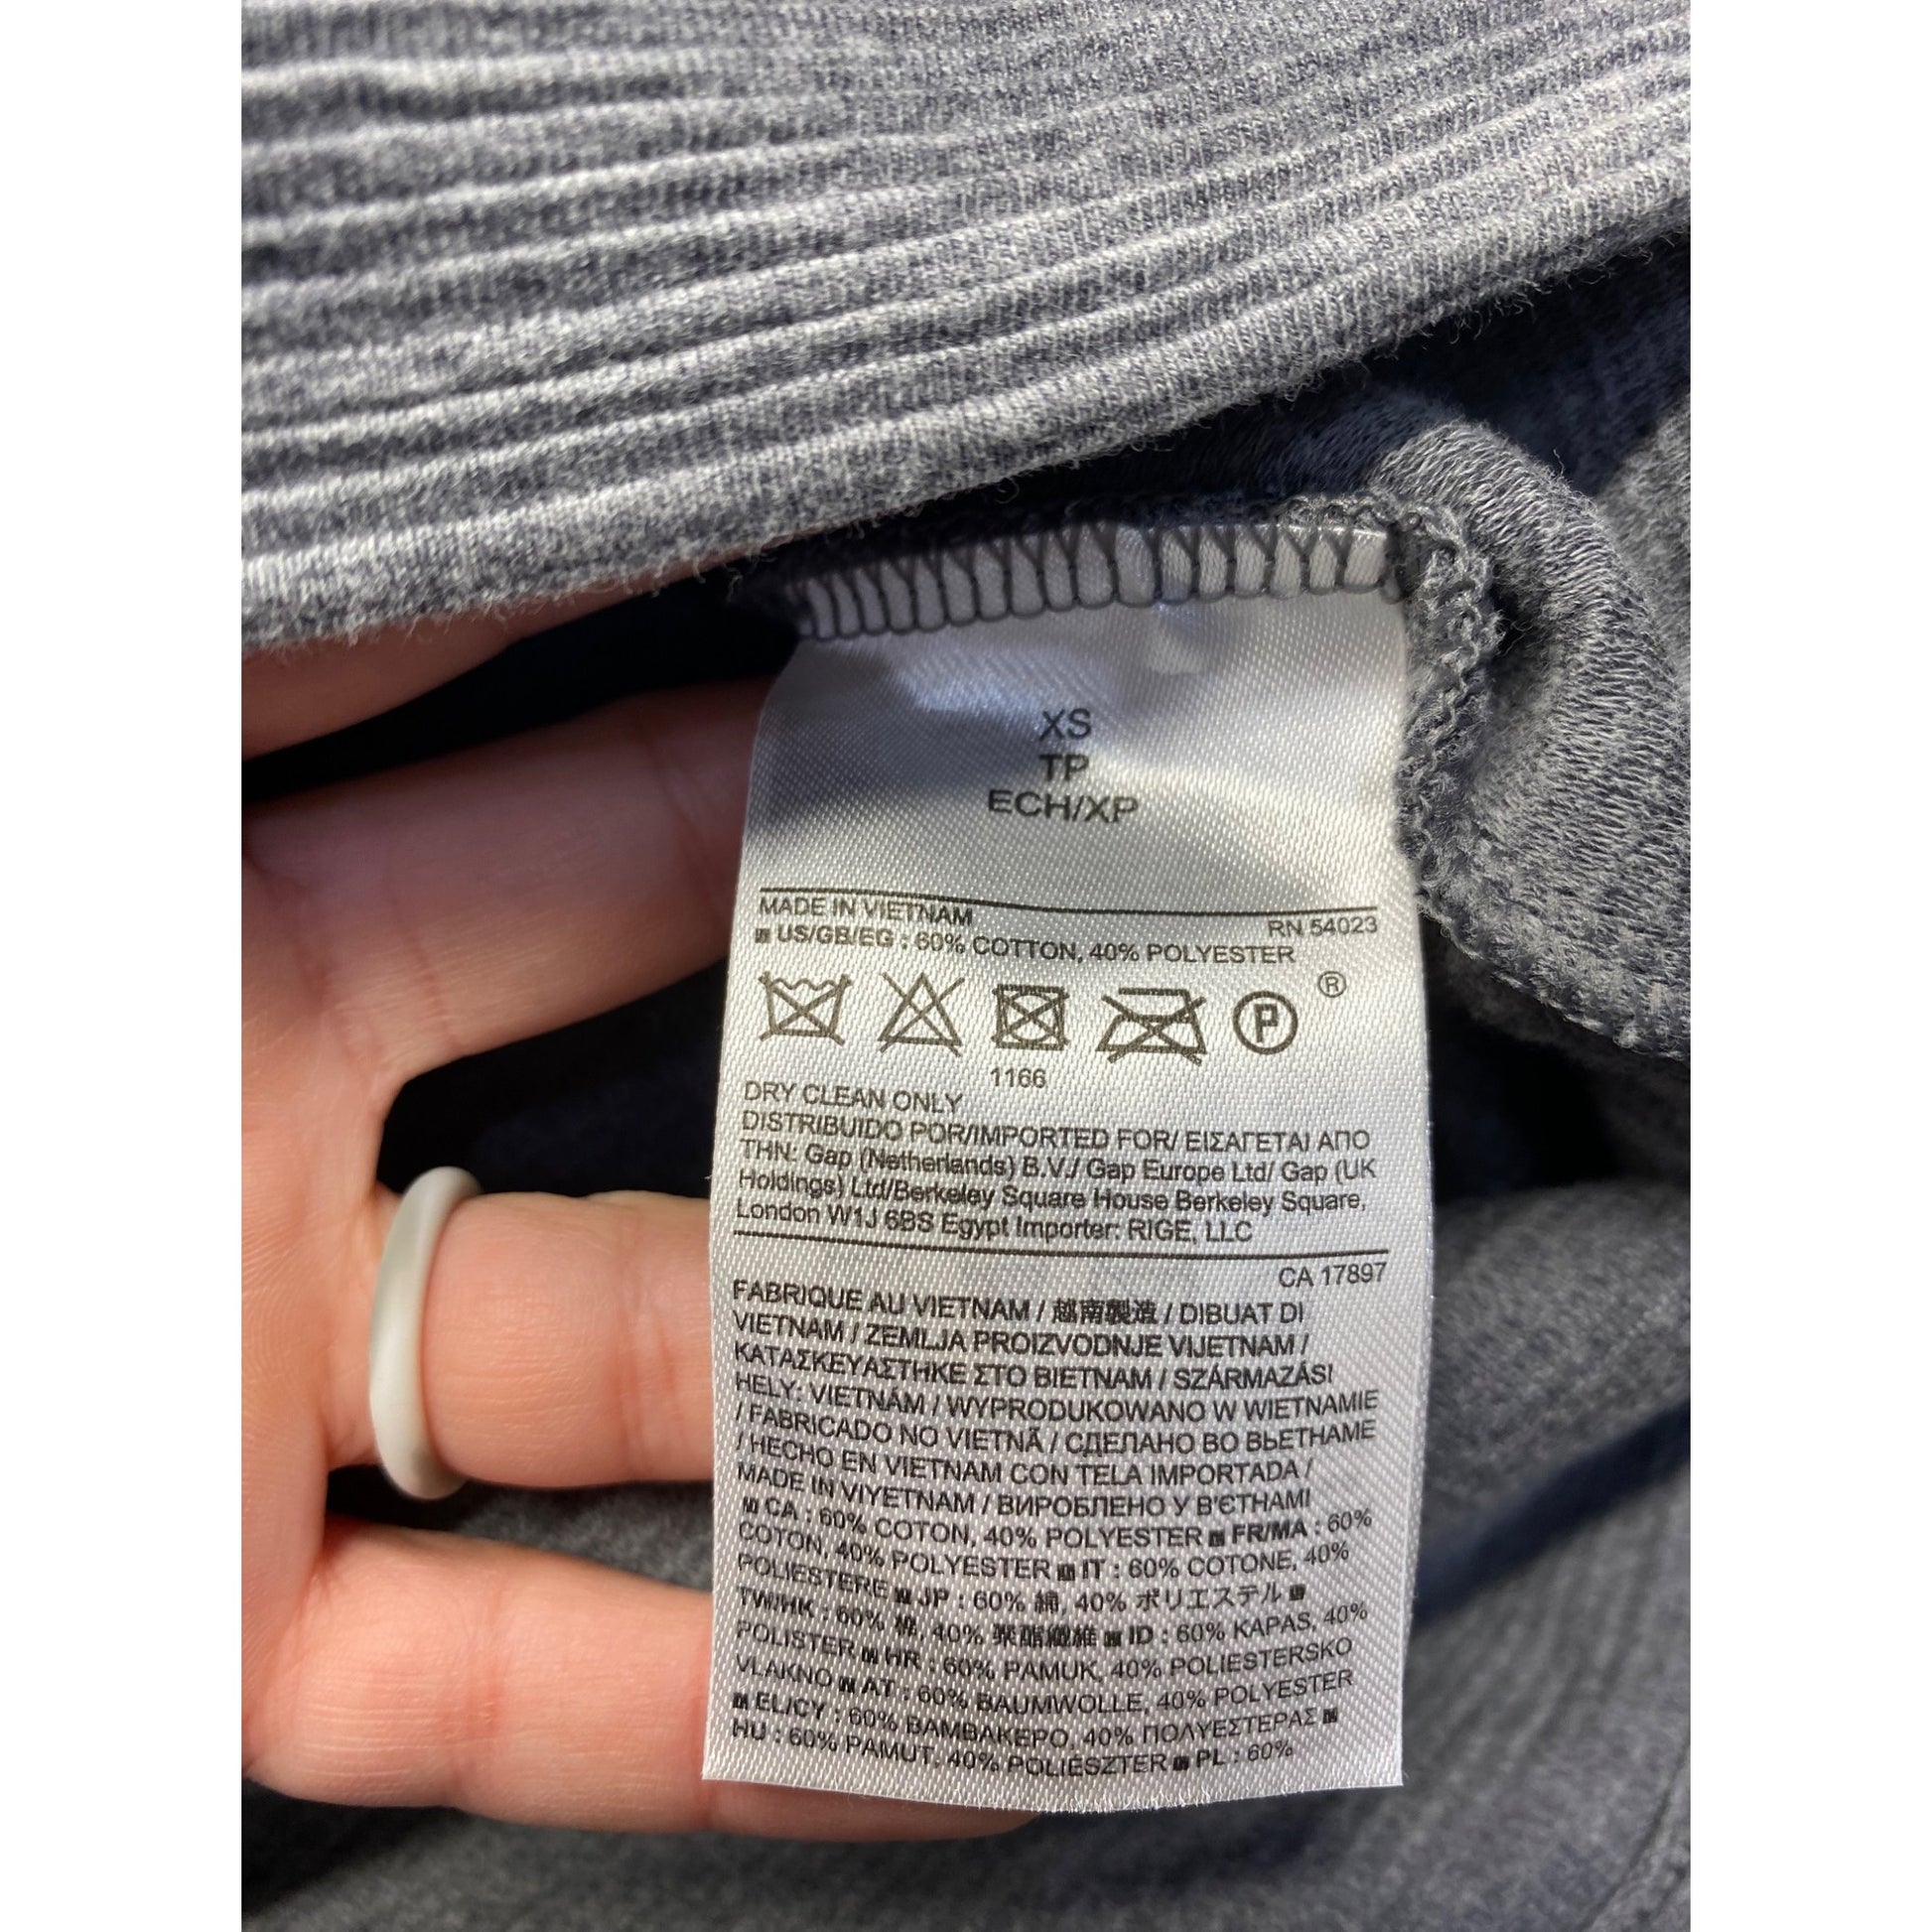 XS
TP
ECH/XP
MADE IN VIETNAM RN 54023
US/GB/EG : 60% COTTON, 40% POLYESTER
P ®
1166
DRY CLEAN ONLY
DISTRIBUIDO POR/IMPORTED FOR/ ΕΙΣΑΓΕΤΑΙ ΑΠΟ
THN: Gap (Netherlands) B.V./ Gap Europe Ltd/ Gap (UK
Holdings) Ltd/Berkeley Square House Berkeley Square,
London W1J 6BS Egypt Importer: RIGE, LLC
CA 17897
FABRIQUE AU VIETNAM / 越南製造 / DIBUAT DI
VIETNAM / ZEMLJA PROIZVODNJE VIJETNAM /
ΚΑΤΑΣΚΕΥΑΣΤΗΚΕ ΣΤΟ ΒΙΕΤΝΑΜ / SZÁRMAZÁSI
HELY: VIETNÁM / WYPRODUKOWANO W WIETNAMIE
/ FABRICADO NO VIETNÃ / СДЕЛАНО ВО ВЬЕТНАМЕ
/ HECHO EN VIETNAM CON TELA IMPORTADA /
MADE IN VIYETNAM / ВИРОБЛЕНО У В'ЄТНАМІ
CA : 60% COTON, 40% POLYESTER FR/MA : 60%
COTON, 40% POLYESTER IT : 60% COTONE, 40%
POLIESTERE JP : 60% 綿, 40% ポリエステル
TW/HK : 60% 棉, 40% 聚酯纖維 ID : 60% KAPAS, 40%
POLISTER HR : 60% PAMUK, 40% POLIESTERSKO
VLAKNO AT : 60% BAUMWOLLE, 40% POLYESTER
EL/CY : 60% ΒΑΜΒΑΚΕΡΟ, 40% ΠΟΛΥΕΣΤΕΡΑΣ
HU : 60% PAMUT, 40% POLIÉSZTER PL : 60%